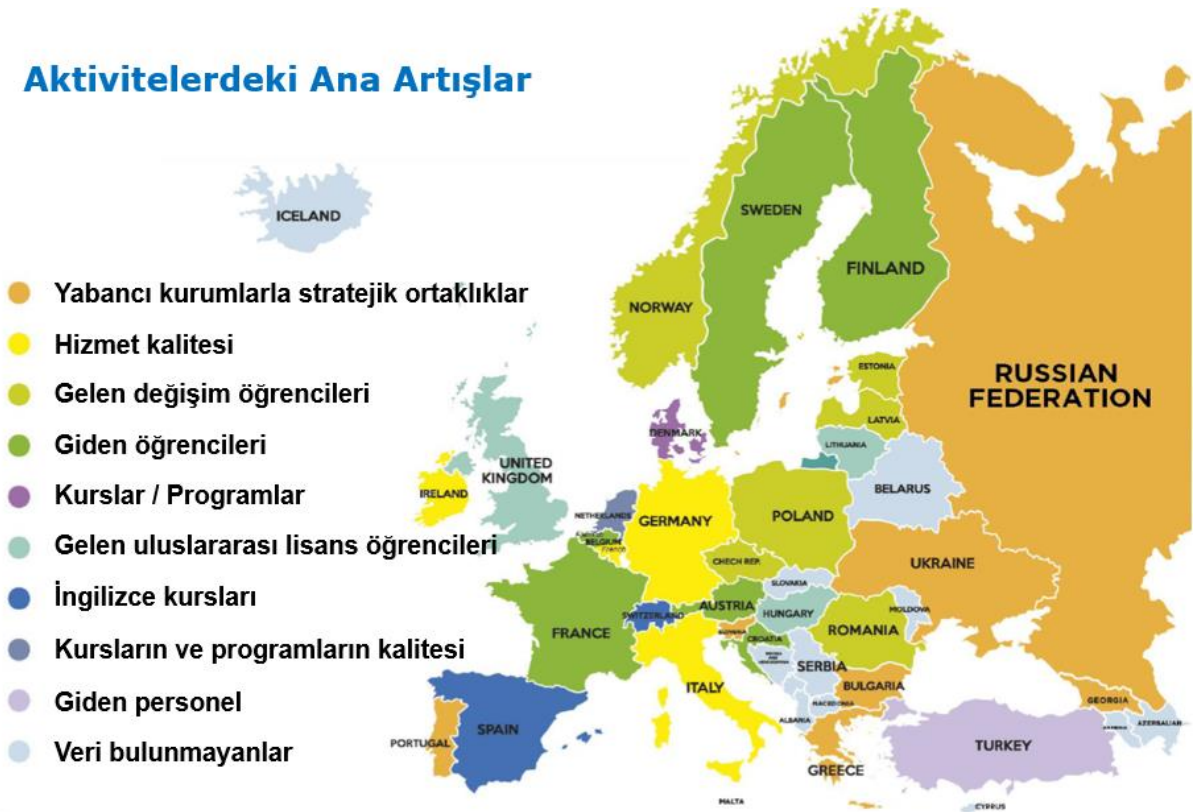 Aktivitelerdeki Ana Artışlar
ICELAND
Yabancı kurumlarla stratejik ortaklıklar
Hizmet kalitesi
Gelen değişim öğrencileri
Giden öğrencileri
Kurslar / Programlar
Gelen uluslararası lisans öğrencileri
İngilizce kursları
Kursların ve programların kalitesi
Giden personel
Veri bulunmayanlar
SWEDEN
FINLAND
NORWAY
RUSSIAN
FEDERATION
ESTONIA
LATVIA
LITHUANIA
DENMARK
UNITED
KINGDOM
IRELAND
BELARUS
NETHERLANDS
GERMANY
POLAND
BELGIUM
French
CHECH REP.
UKRAINE
SLOVAKIA
AUSTRIA
HUNGARY
MOLDOVA
SWITZERLAND
FRANCE
SLOVENIA
CROATIA
ROMANIA
SERBIA
ITALY
BULGARIA
MACEDONIA
ALBANIA
GEORGIA
AZERBAIJAN
PORTUGAL
SPAIN
GREECE
TURKEY
MALTA
CYPRUS